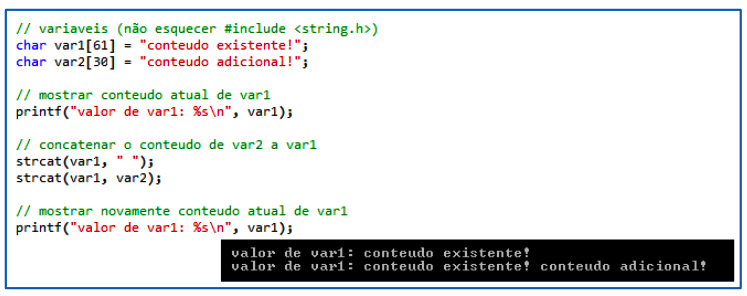 // variaveis (não esquecer #include <string.h>)
char var1[61] = "conteudo existente!";
char var2[30] = "conteudo adicional!";
// mostrar conteudo atual de var1
printf("valor de var1: %s\n", var1);
// concatenar o conteudo de var2 a var1
strcat(var1, " ");
strcat(var1, var2);
// mostrar novamente conteudo atual de var1
printf("valor de var1: %s\n", var1);
valor de var1: conteudo existente!
valor de var1: conteudo existente! conteudo adicional!